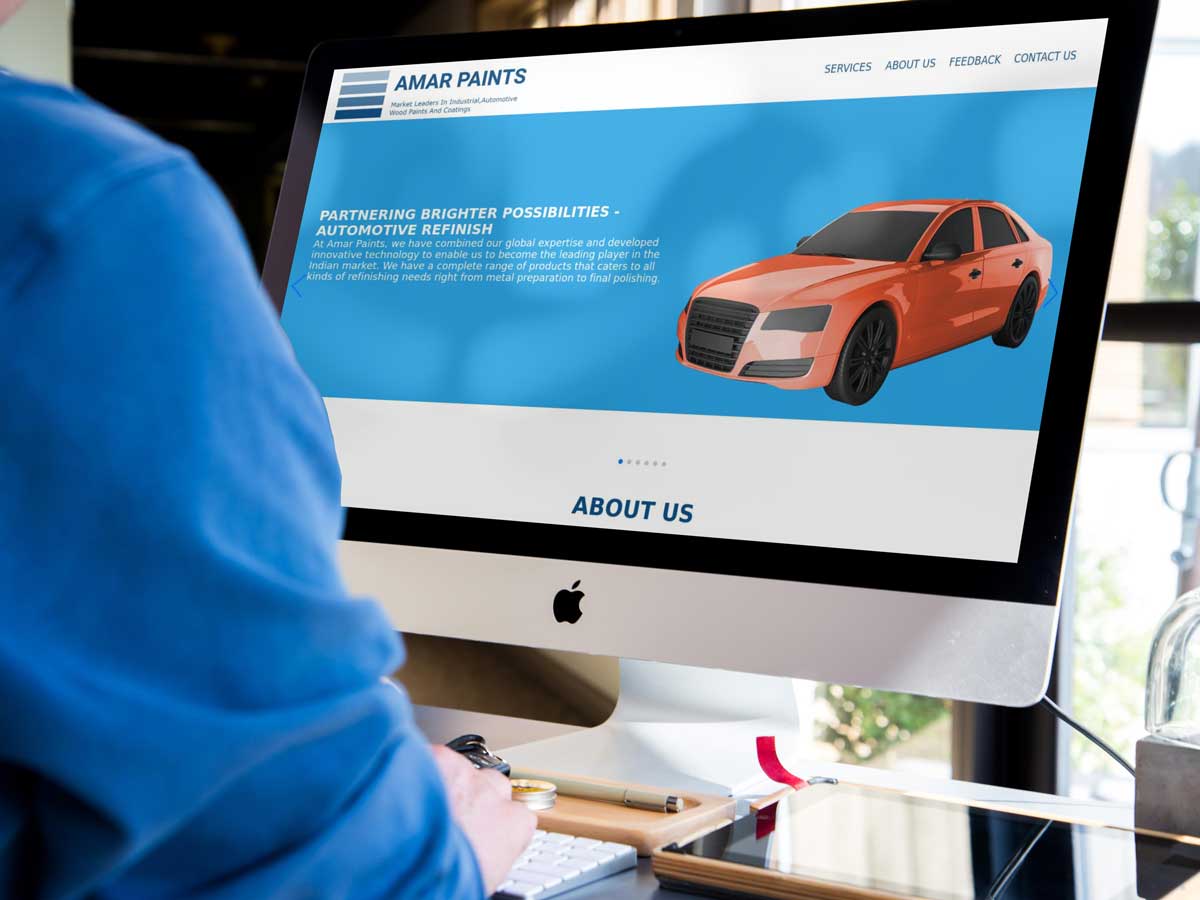 AMAR PAINTS
Market Leaders In Industrial,Automotive
Wood Paints And Coatings
SERVICES ABOUT US FEEDBACK CONTACT US
PARTNERING BRIGHTER POSSIBILITIES -
AUTOMOTIVE REFINISH
At Amar Paints, we have combined our global expertise and developed
innovative technology to enable us to become the leading player in the
Indian market. We have a complete range of products that caters to all
kinds of refinishing needs right from metal preparation to final polishing.
ABOUT US